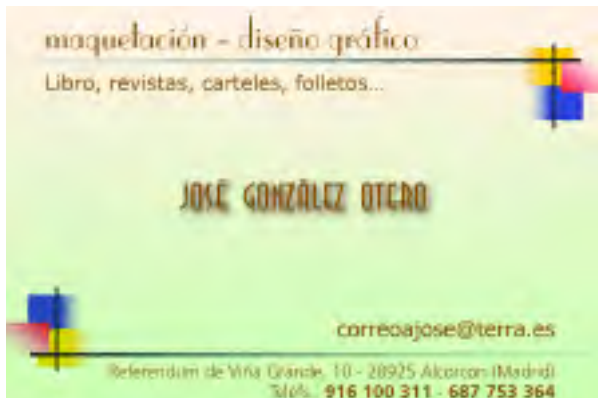 maquetación - diseño gráfico
Libro, revistas, carteles, folletos...
JOSÉ GONZÁLEZ OTERO
correoajose@terra.es
Referendum de Viña Grande, 10 - 28925 Alcorcon (Madrid)
Teléfs. 916 100 311 - 687 753 364